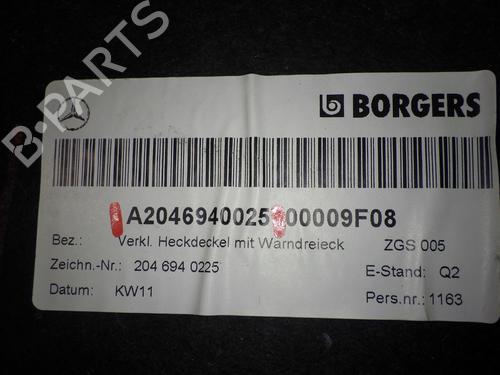 B-PARTS
BORGERS
A2046940025 00009F08
Bez.: Verkl. Heckdeckel mit Warndreieck ZGS 005
Zeichn.-Nr.: 204 694 0225 E-Stand: Q2
Datum: KW11 Pers.nr.: 1163